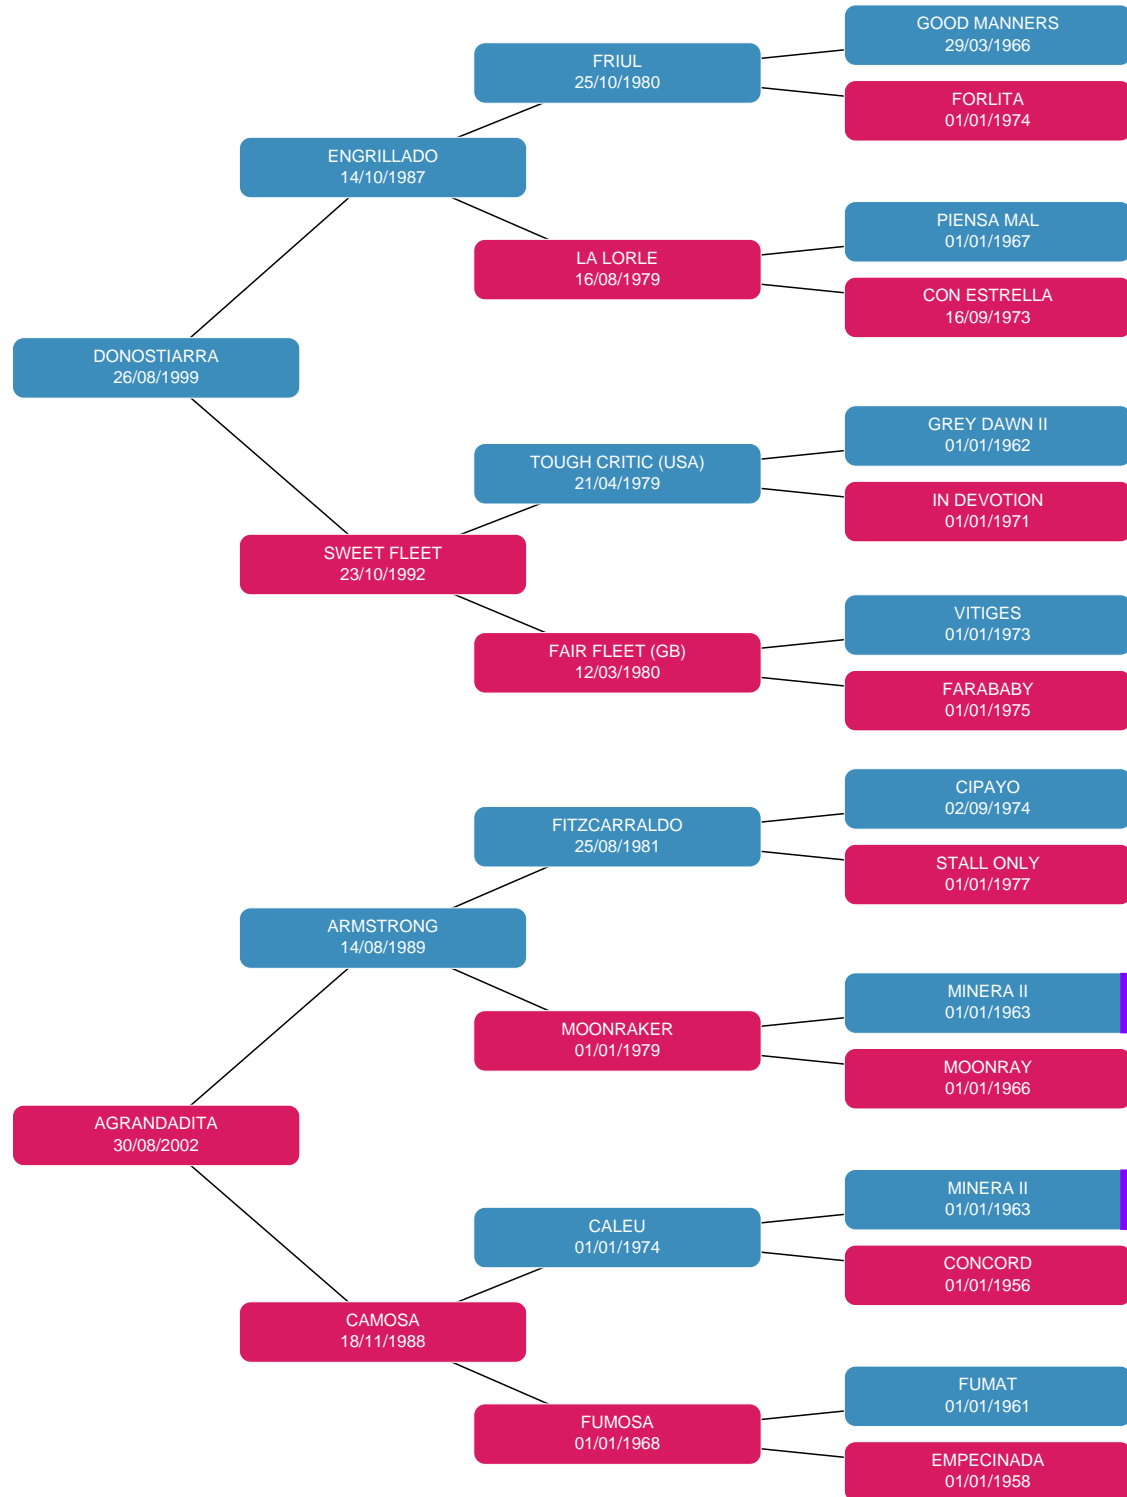 GOOD MANNERS
29/03/1966
FRIUL
25/10/1980
FORLITA
01/01/1974
ENGRILLADO
14/10/1987
PIENSA MAL
01/01/1967
LA LORLE
16/08/1979
CON ESTRELLA
16/09/1973
DONOSTIARRA
26/08/1999
GREY DAWN II
01/01/1962
TOUGH CRITIC (USA)
21/04/1979
IN DEVOTION
01/01/1971
SWEET FLEET
23/10/1992
VITIGES
01/01/1973
FAIR FLEET (GB)
12/03/1980
FARABABY
01/01/1975
CIPAYO
02/09/1974
FITZCARRALDO
25/08/1981
STALL ONLY
01/01/1977
ARMSTRONG
14/08/1989
MINERA II
01/01/1963
MOONRAKER
01/01/1979
MOONRAY
01/01/1966
AGRANDADITA
30/08/2002
MINERA II
01/01/1963
CALEU
01/01/1974
CONCORD
01/01/1956
CAMOSA
18/11/1988
FUMAT
01/01/1961
FUMOSA
01/01/1968
EMPECINADA
01/01/1958